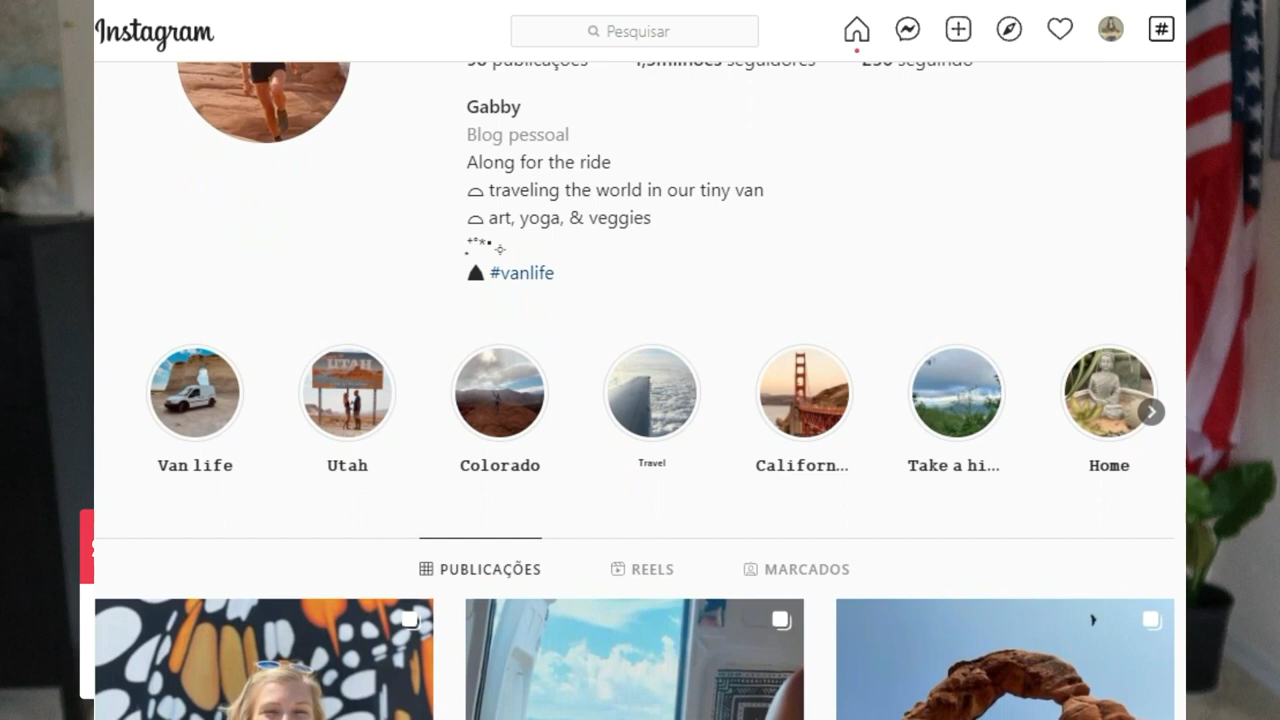 Instagram
Pesquisar
#
publicações
seguidores
seguindo
Gabby
Blog pessoal
Along for the ride
traveling the world in our tiny van
art, yoga, & veggies
#vanlife
UTAH
Van life
Utah
Colorado
Travel
Californ...
Take a hi...
Home
PUBLICAÇÕES
REELS
MARCADOS